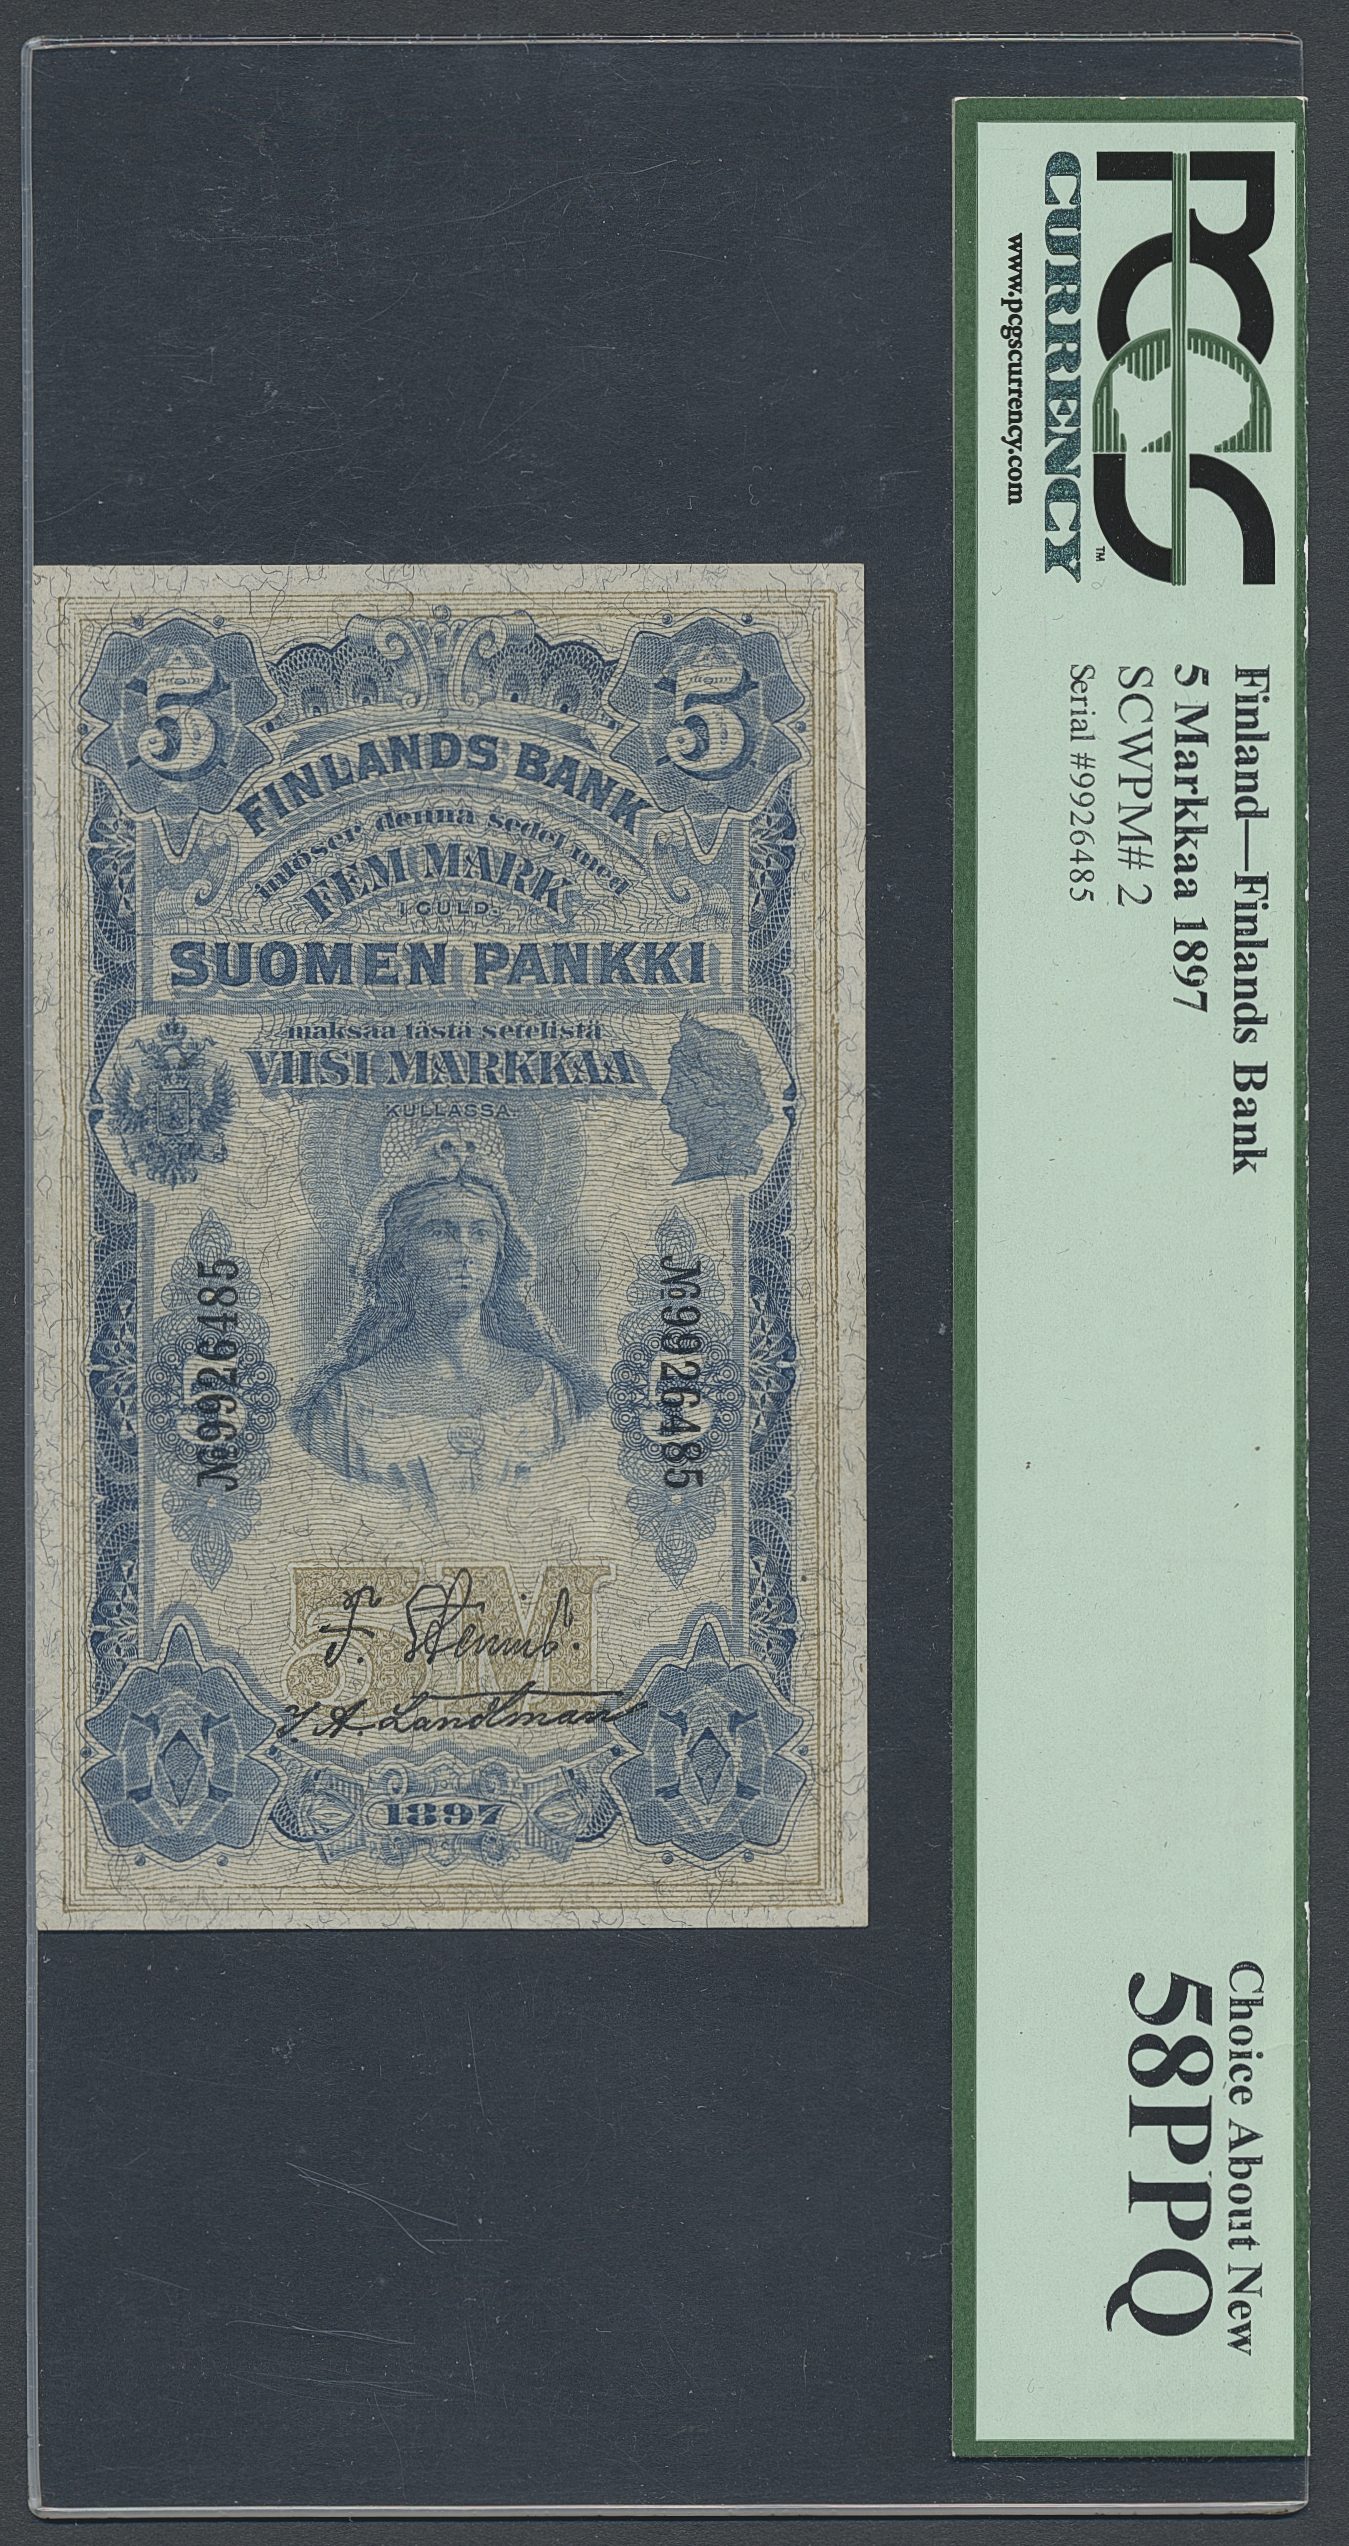 PCGS
CURRENCY™
www.pcgscurrency.com
Finland—Finlands Bank
5 Markkaa 1897
SCWPM# 2
Serial #9926485
Choice About New
58PPQ
5 5
FINLANDS BANK
inlöser denna sedel med
FEM MARK
I GULD.
SUOMEN PANKKI
maksaa tästä setelistä
VIISI MARKKAA
KULLASSA.
№9926485
№9926485
5M
1897